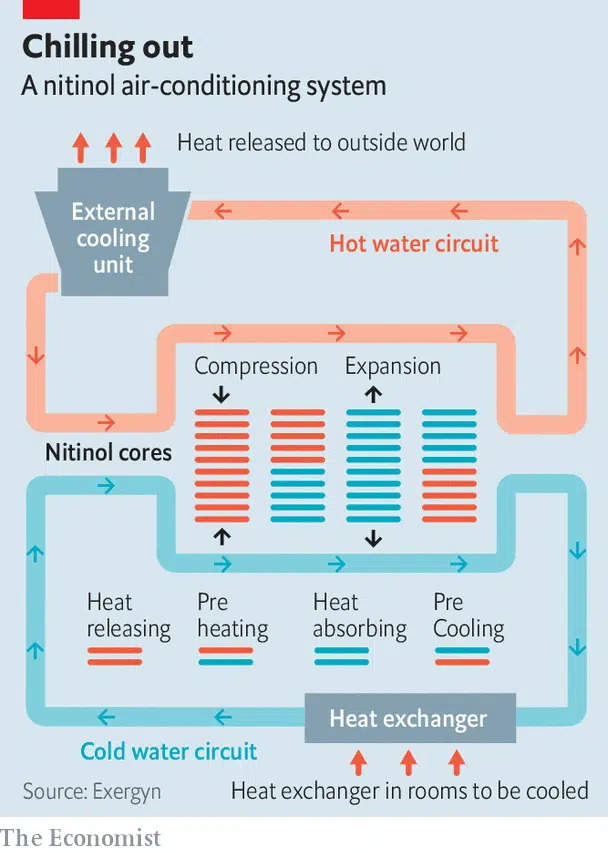 Chilling out
A nitinol air-conditioning system
Heat released to outside world
External
cooling
unit
Hot water circuit
Compression
Expansion
Nitinol cores
Heat
releasing
Pre
heating
Heat
absorbing
Pre
Cooling
Heat exchanger
Cold water circuit
Source: Exergyn
Heat exchanger in rooms to be cooled
The Economist